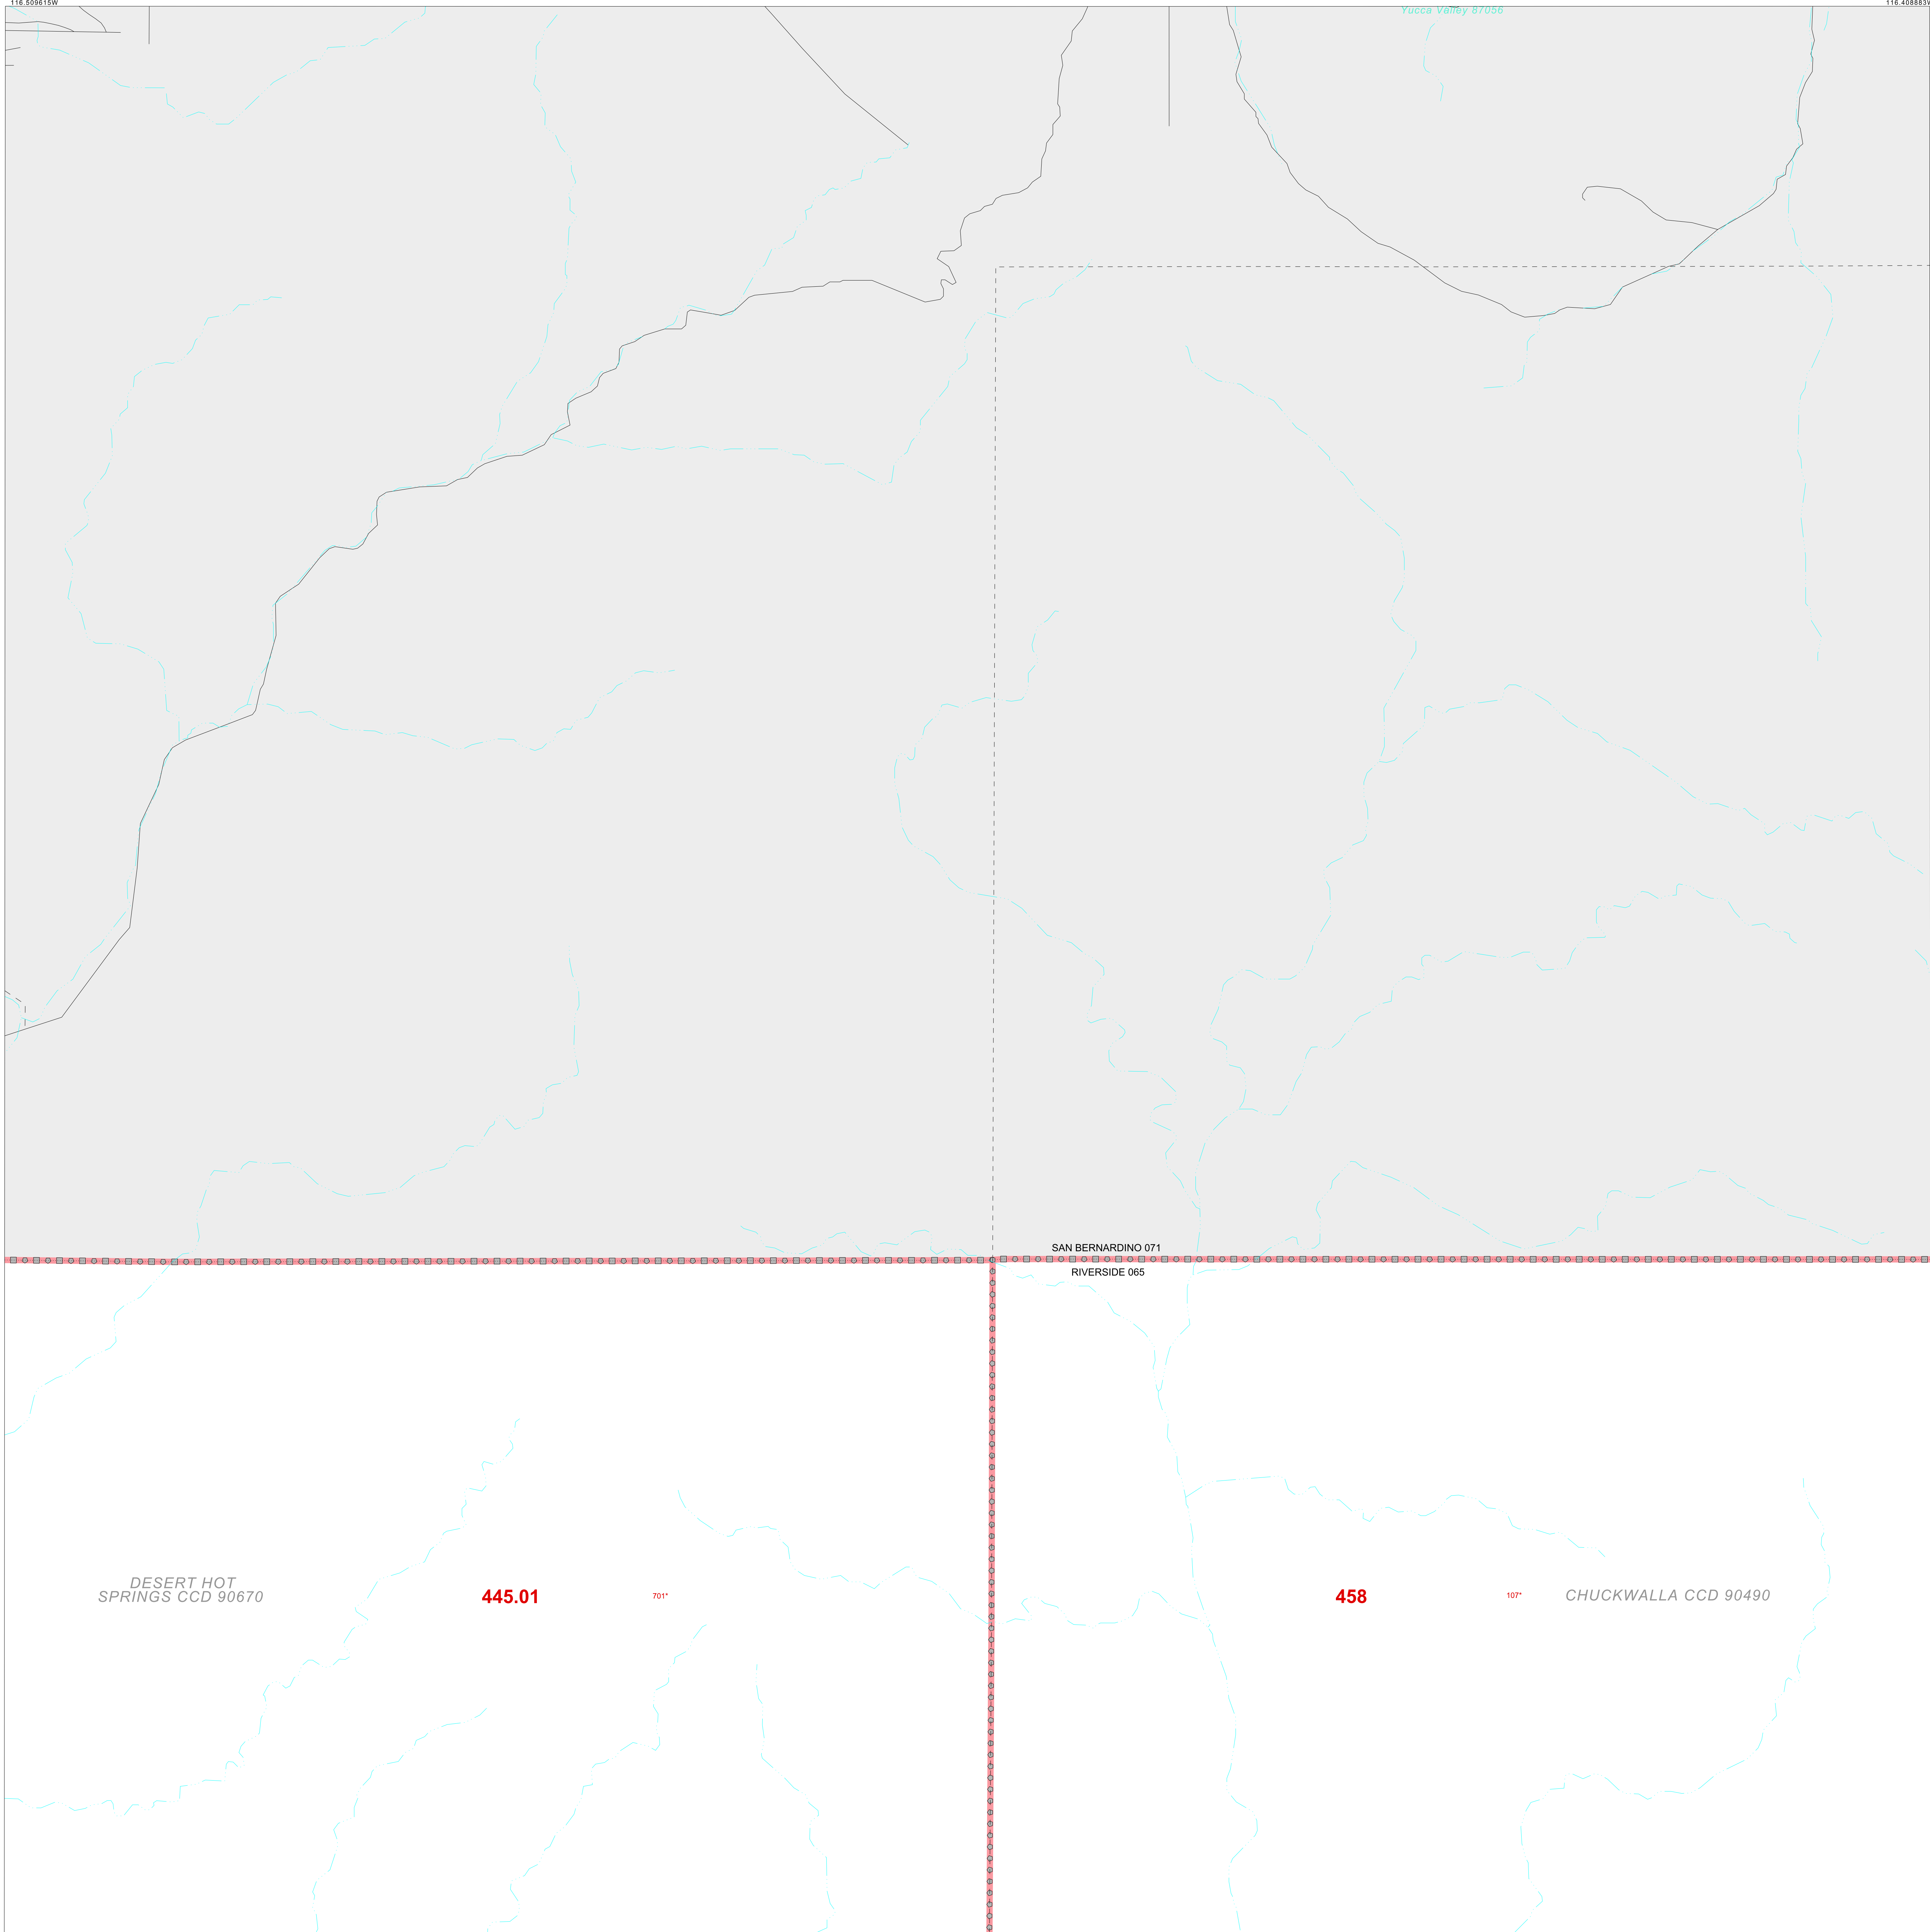 116.509615W
116.408883W
Yucca Valley 87056
SAN BERNARDINO 071
RIVERSIDE 065
DESERT HOT
SPRINGS CCD 90670
445.01
701*
458
107*
CHUCKWALLA CCD 90490